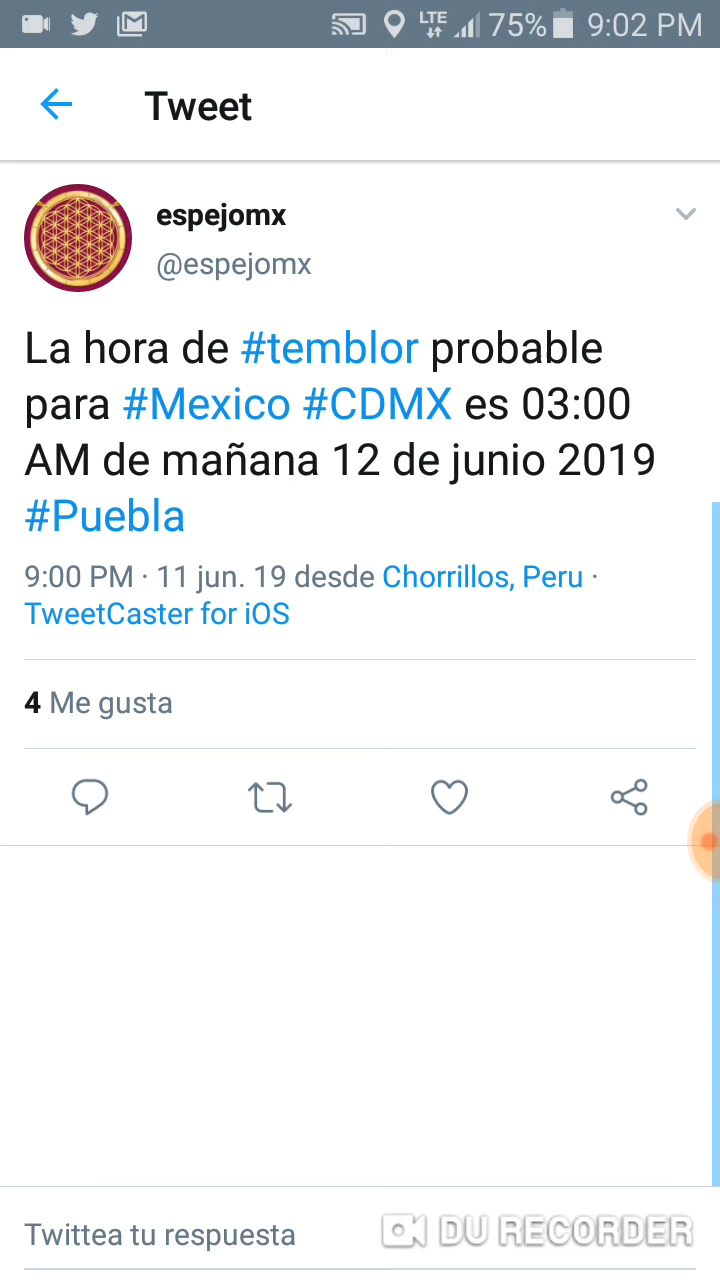 LTE 75% 9:02 PM
Tweet
espejomx
@espejomx
La hora de #temblor probable
para #Mexico #CDMX es 03:00
AM de mañana 12 de junio 2019
#Puebla
9:00 PM · 11 jun. 19 desde Chorrillos, Peru ·
TweetCaster for iOS
4 Me gusta
Twittea tu respuesta
DU RECORDER